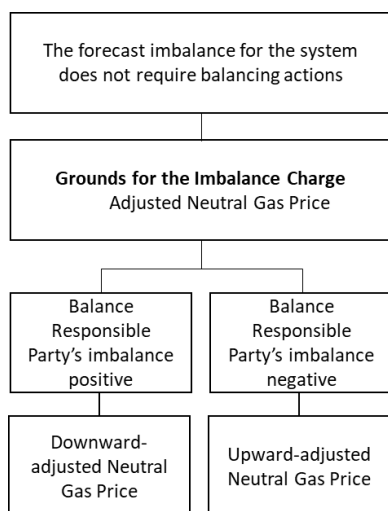 The forecast imbalance for the system
does not require balancing actions
Grounds for the Imbalance Charge
Adjusted Neutral Gas Price
Balance
Responsible
Party's imbalance
positive
Balance
Responsible
Party's imbalance
negative
Downward-
adjusted Neutral
Gas Price
Upward-adjusted
Neutral Gas Price